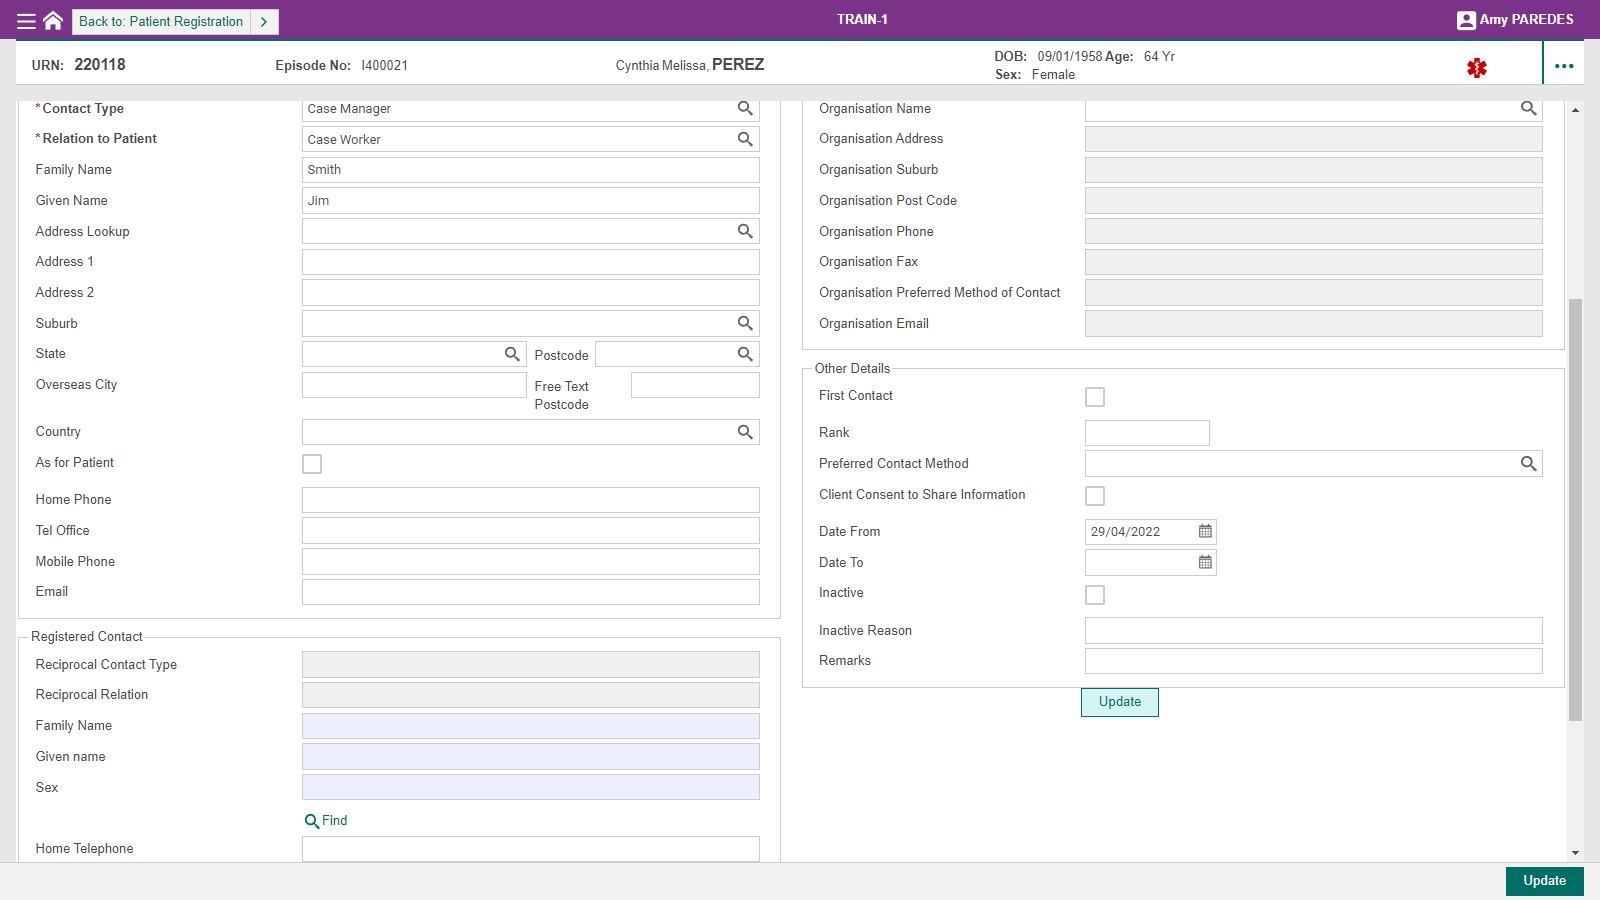 Back to: Patient Registration
TRAIN-1
Amy PAREDES
URN: 220118
Episode No: I400021
Cynthia Melissa, PEREZ
DOB: 09/01/1958 Age: 64 Yr
Sex: Female
*Contact Type
Case Manager
*Relation to Patient
Case Worker
Family Name
Smith
Given Name
Jim
Address Lookup
Address 1
Address 2
Suburb
State
Postcode
Overseas City
Free Text
Postcode
Country
As for Patient
Home Phone
Tel Office
Mobile Phone
Email
Registered Contact
Reciprocal Contact Type
Reciprocal Relation
Family Name
Given name
Sex
Find
Home Telephone
Organisation Name
Organisation Address
Organisation Suburb
Organisation Post Code
Organisation Phone
Organisation Fax
Organisation Preferred Method of Contact
Organisation Email
Other Details
First Contact
Rank
Preferred Contact Method
Client Consent to Share Information
Date From
29/04/2022
Date To
Inactive
Inactive Reason
Remarks
Update
Update